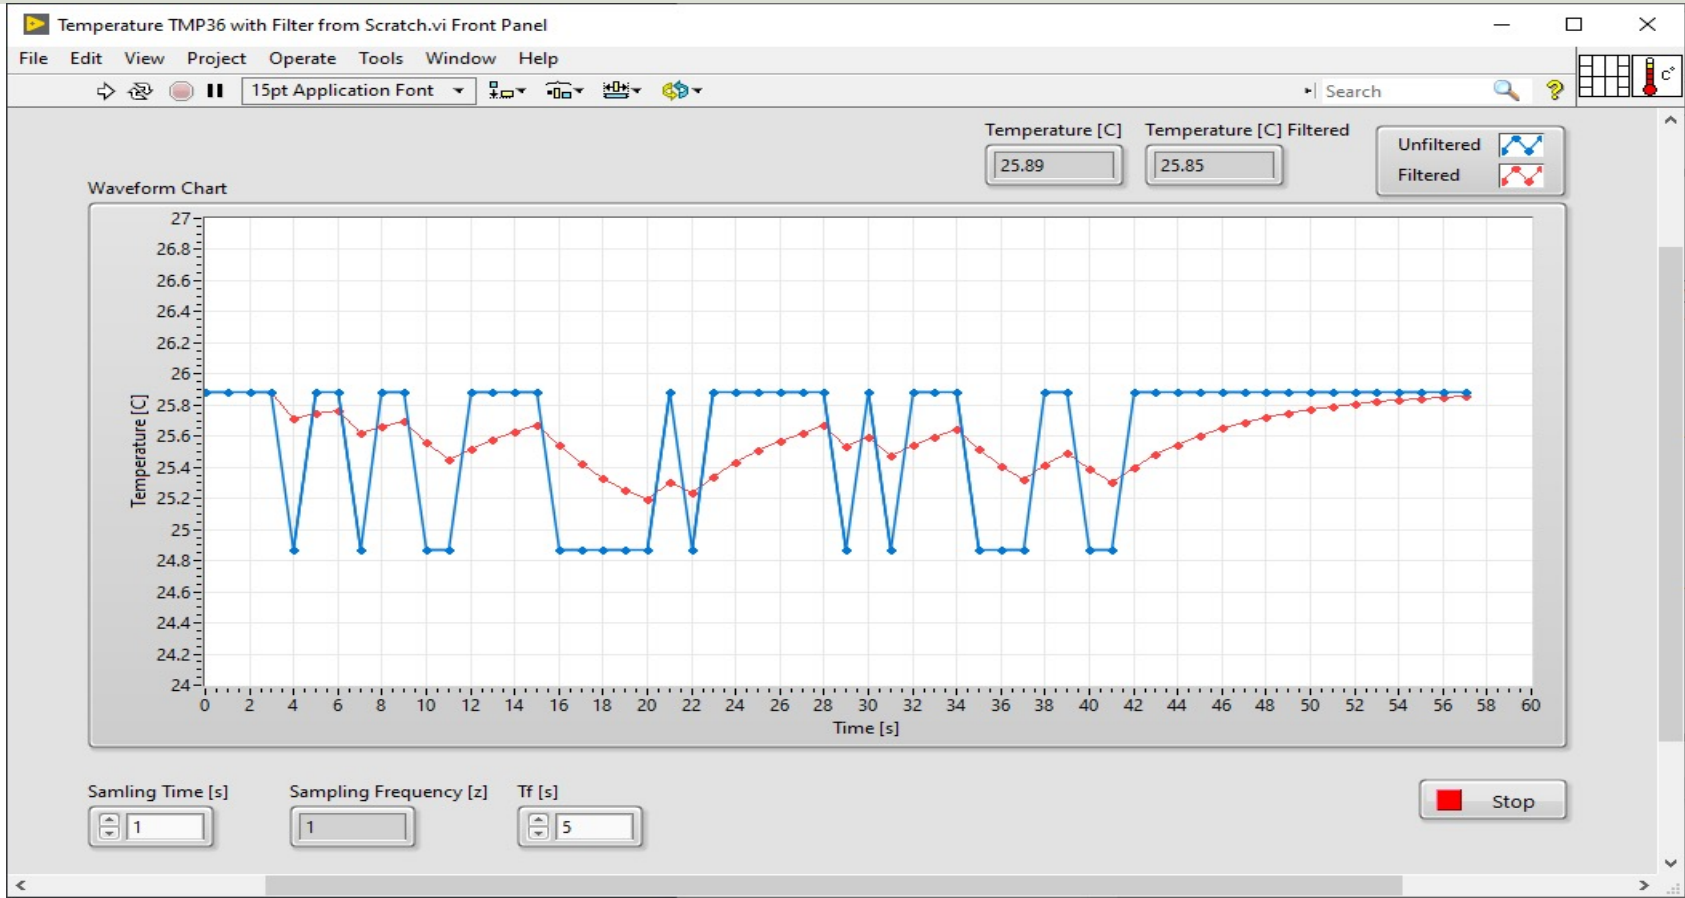 Temperature TMP36 with Filter from Scratch.vi Front Panel
File Edit View Project Operate Tools Window Help
15pt Application Font
Search
C°
Temperature [C] Temperature [C] Filtered
25.89 25.85
Unfiltered
Filtered
Waveform Chart
27
26.8
26.6
26.4
26.2
26
25.8
25.6
25.4
25.2
25
24.8
24.6
24.4
24.2
24
Temperature [C]
0 2 4 6 8 10 12 14 16 18 20 22 24 26 28 30 32 34 36 38 40 42 44 46 48 50 52 54 56 58 60
Time [s]
Samling Time [s] Sampling Frequency [z] Tf [s]
1 1 5
Stop